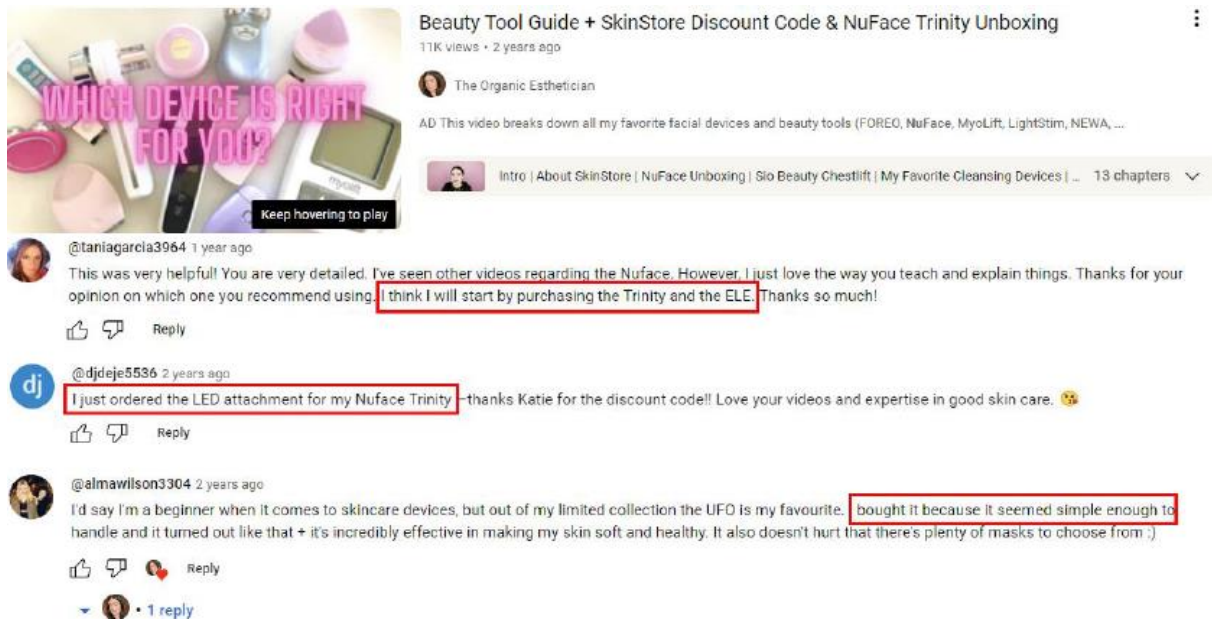 Beauty Tool Guide + SkinStore Discount Code & NuFace Trinity Unboxing
11K views • 2 years ago
The Organic Esthetician
AD This video breaks down all my favorite facial devices and beauty tools (FOREO, NuFace, MyoLift, LightStim, NEWA, ...
Intro | About SkinStore | NuFace Unboxing | Sio Beauty Chestlift | My Favorite Cleansing Devices | ... 13 chapters
WHICH DEVICE IS RIGHT
FOR YOU?
myolift
Keep hovering to play
@taniagarcia3964 1 year ago
This was very helpful! You are very detailed. I've seen other videos regarding the Nuface. However, I just love the way you teach and explain things. Thanks for your
opinion on which one you recommend using. I think I will start by purchasing the Trinity and the ELE. Thanks so much!
Reply
dj
@djdeje5536 2 years ago
I just ordered the LED attachment for my Nuface Trinity –thanks Katie for the discount code!! Love your videos and expertise in good skin care. 😘
Reply
@almawilson3304 2 years ago
I'd say I'm a beginner when it comes to skincare devices, but out of my limited collection the UFO is my favourite. bought it because it seemed simple enough to
handle and it turned out like that + it's incredibly effective in making my skin soft and healthy. It also doesn't hurt that there's plenty of masks to choose from :)
Reply
• 1 reply